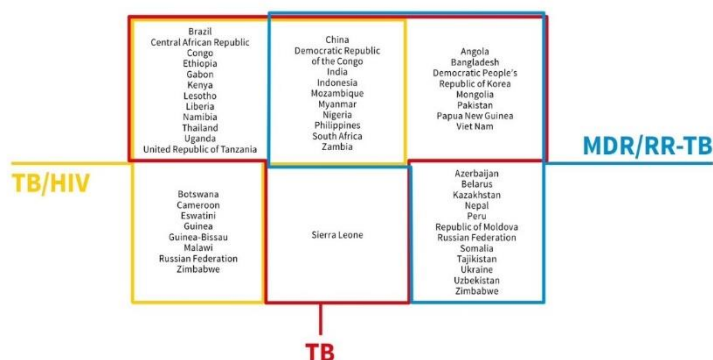 Brazil
Central African Republic
Congo
Ethiopia
Gabon
Kenya
Lesotho
Liberia
Namibia
Thailand
Uganda
United Republic of Tanzania
China
Democratic Republic
of the Congo
India
Indonesia
Mozambique
Myanmar
Nigeria
Philippines
South Africa
Zambia
Angola
Bangladesh
Democratic People's
Republic of Korea
Mongolia
Pakistan
Papua New Guinea
Viet Nam
MDR/RR-TB
TB/HIV
Botswana
Cameroon
Eswatini
Guinea
Guinea-Bissau
Malawi
Russian Federation
Zimbabwe
Sierra Leone
Azerbaijan
Belarus
Kazakhstan
Nepal
Peru
Republic of Moldova
Russian Federation
Somalia
Tajikistan
Ukraine
Uzbekistan
Zimbabwe
TB